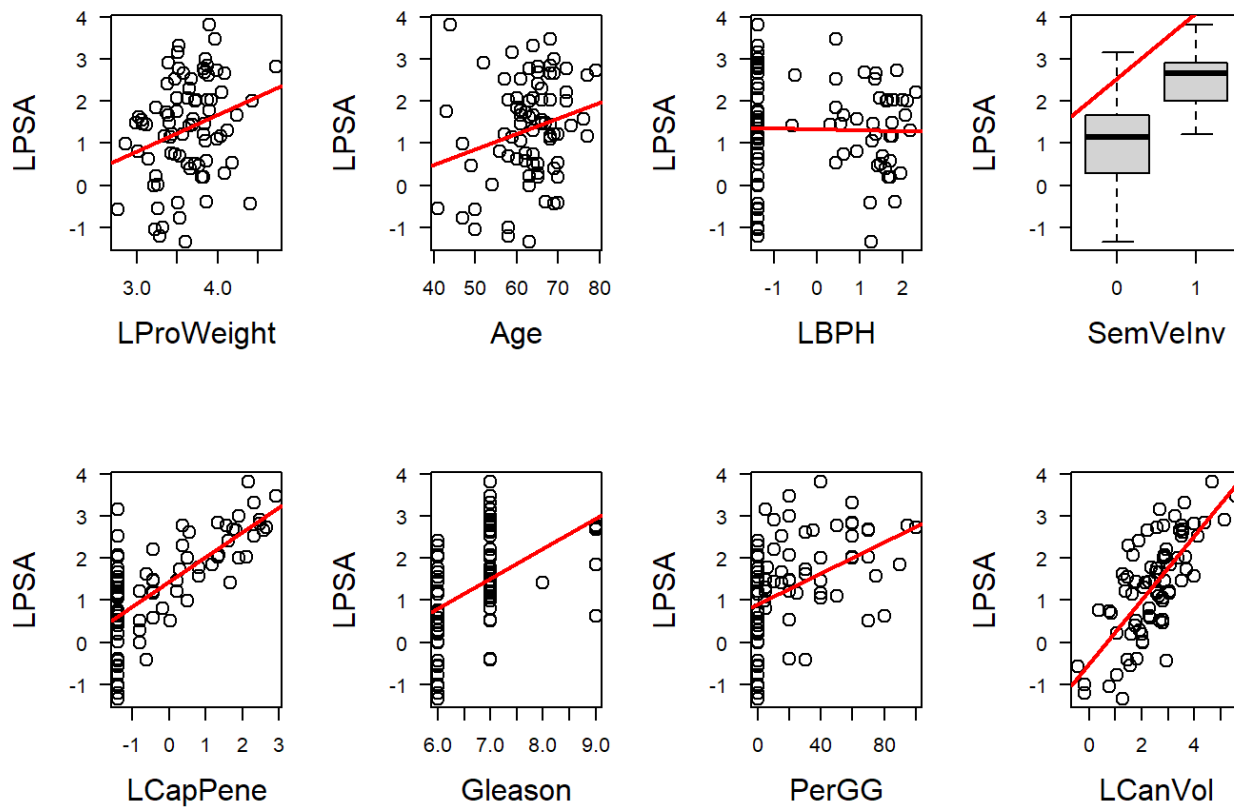 LPSA
4
3
2
1
0
-1
3.0 4.0
LProWeight
LPSA
4
3
2
1
0
-1
40 50 60 70 80
Age
LPSA
4
3
2
1
0
-1
-1 0 1 2
LBPH
LPSA
4
3
2
1
0
-1
0 1
SemVeInv
LPSA
4
3
2
1
0
-1
-1 0 1 2 3
LCapPene
LPSA
4
3
2
1
0
-1
6.0 7.0 8.0 9.0
Gleason
LPSA
4
3
2
1
0
-1
0 40 80
PerGG
LPSA
4
3
2
1
0
-1
0 2 4
LCanVol